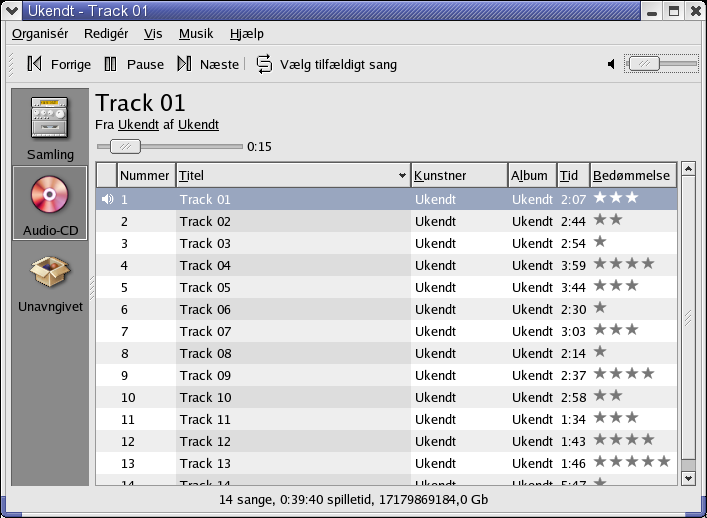 Ukendt - Track 01
Organisér Redigér Vis Musik Hjælp
Forrige Pause Næste Vælg tilfældigt sang
Samling
Audio-CD
Unavngivet
Track 01
Fra Ukendt af Ukendt
0:15
Nummer Titel Kunstner Album Tid Bedømmelse
1 Track 01 Ukendt Ukendt 2:07
2 Track 02 Ukendt Ukendt 2:44
3 Track 03 Ukendt Ukendt 2:54
4 Track 04 Ukendt Ukendt 3:59
5 Track 05 Ukendt Ukendt 3:44
6 Track 06 Ukendt Ukendt 2:30
7 Track 07 Ukendt Ukendt 3:03
8 Track 08 Ukendt Ukendt 2:14
9 Track 09 Ukendt Ukendt 2:37
10 Track 10 Ukendt Ukendt 2:58
11 Track 11 Ukendt Ukendt 1:34
12 Track 12 Ukendt Ukendt 1:43
13 Track 13 Ukendt Ukendt 1:46
14 Track 14 Ukendt Ukendt 5:47
14 sange, 0:39:40 spilletid, 17179869184,0 Gb